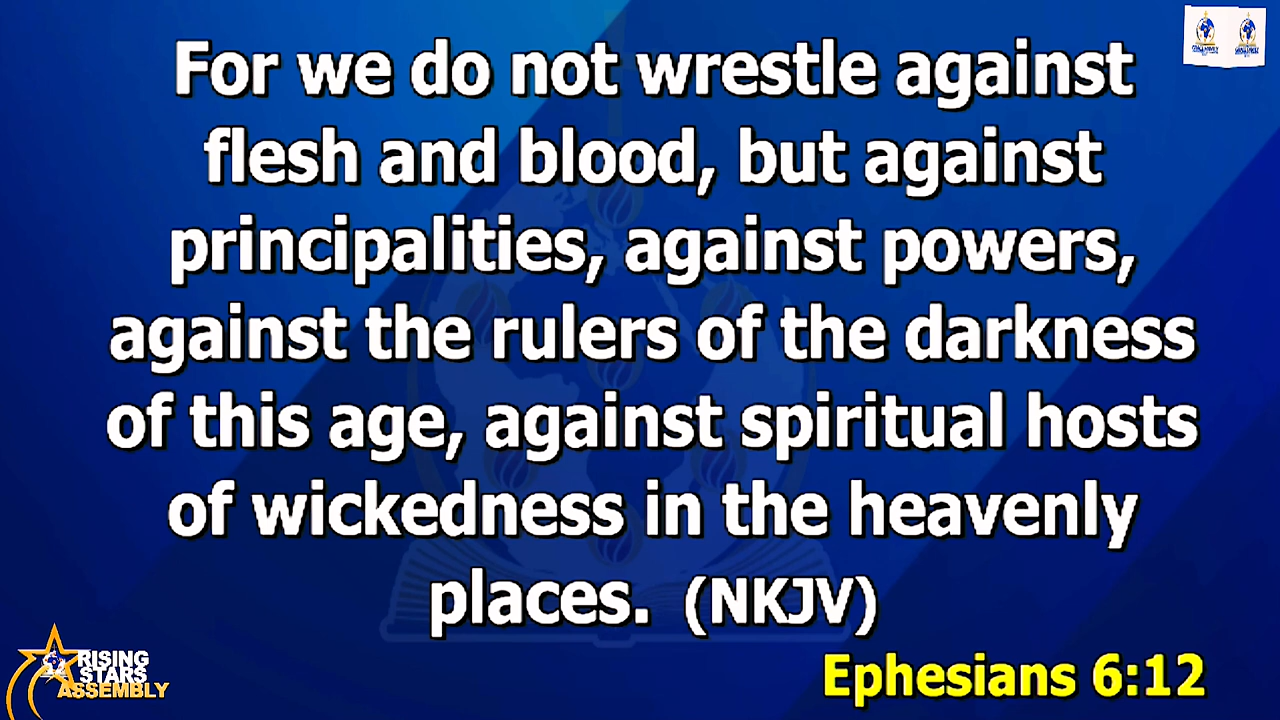 For we do not wrestle against
flesh and blood, but against
principalities, against powers,
against the rulers of the darkness
of this age, against spiritual hosts
of wickedness in the heavenly
places. (NKJV)
Ephesians 6:12
RISING
STARS
ASSEMBLY